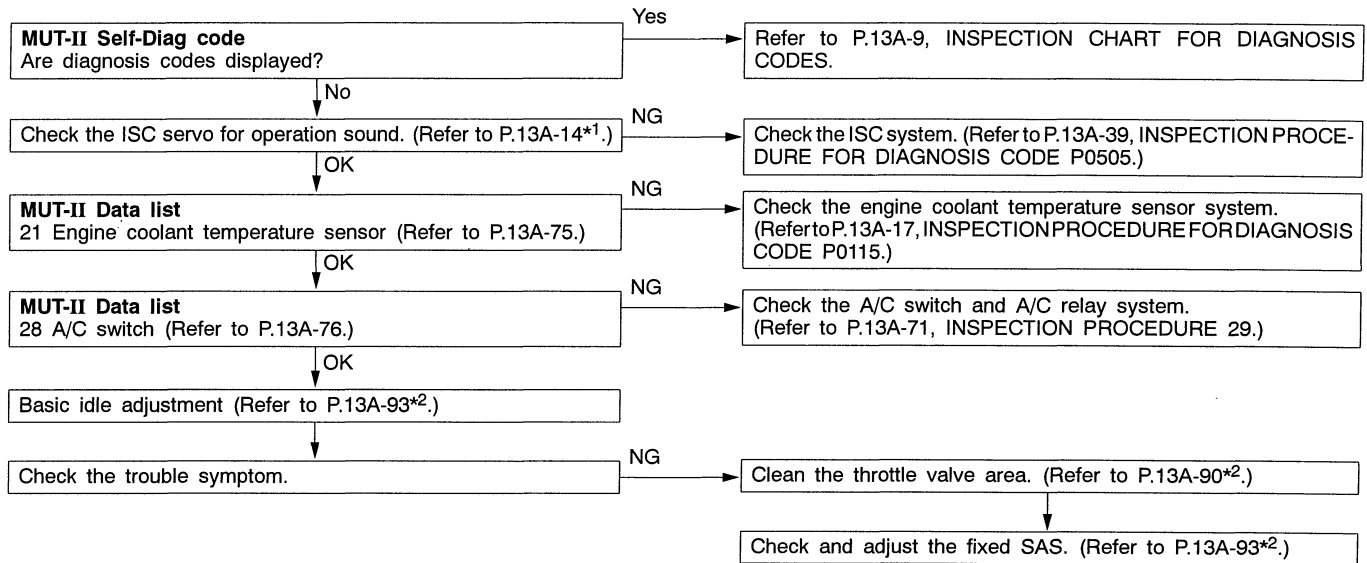 Yes
MUT-II Self-Diag code
Are diagnosis codes displayed?
Refer to P.13A-9, INSPECTION CHART FOR DIAGNOSIS
CODES.
No
Check the ISC servo for operation sound. (Refer to P.13A-14*1.)
NG
Check the ISC system. (Refer to P.13A-39, INSPECTION PROCE-
DURE FOR DIAGNOSIS CODE P0505.)
OK
MUT-II Data list
21 Engine coolant temperature sensor (Refer to P.13A-75.)
NG
Check the engine coolant temperature sensor system.
(Refer to P.13A-17, INSPECTION PROCEDURE FOR DIAGNOSIS
CODE P0115.)
OK
MUT-II Data list
28 A/C switch (Refer to P.13A-76.)
NG
Check the A/C switch and A/C relay system.
(Refer to P.13A-71, INSPECTION PROCEDURE 29.)
OK
Basic idle adjustment (Refer to P.13A-93*2.)
Check the trouble symptom.
NG
Clean the throttle valve area. (Refer to P.13A-90*2.)
Check and adjust the fixed SAS. (Refer to P.13A-93*2.)